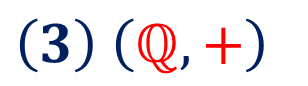 (3) (ℚ, +)